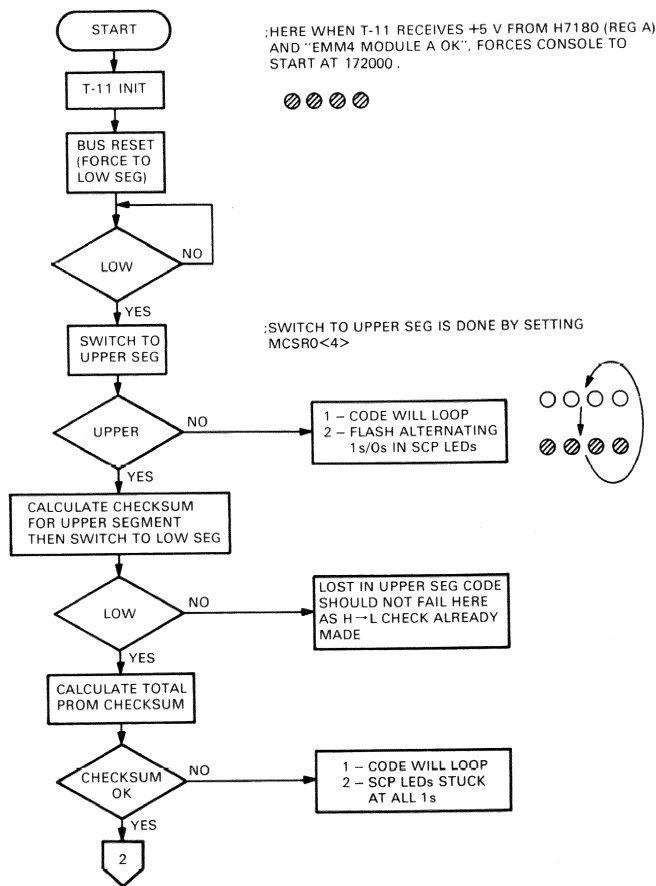 START
;HERE WHEN T-11 RECEIVES +5 V FROM H7180 (REG A)
AND "EMM4 MODULE A OK", FORCES CONSOLE TO
START AT 172000.
T-11 INIT
BUS RESET
(FORCE TO
LOW SEG)
LOW
NO
YES
SWITCH TO
UPPER SEG
;SWITCH TO UPPER SEG IS DONE BY SETTING
MCSR0<4>
UPPER
NO
1 – CODE WILL LOOP
2 – FLASH ALTERNATING
1s/0s IN SCP LEDs
YES
CALCULATE CHECKSUM
FOR UPPER SEGMENT
THEN SWITCH TO LOW SEG
LOW
NO
LOST IN UPPER SEG CODE
SHOULD NOT FAIL HERE
AS H→L CHECK ALREADY
MADE
YES
CALCULATE TOTAL
PROM CHECKSUM
CHECKSUM
OK
NO
1 – CODE WILL LOOP
2 – SCP LEDs STUCK
AT ALL 1s
YES
2